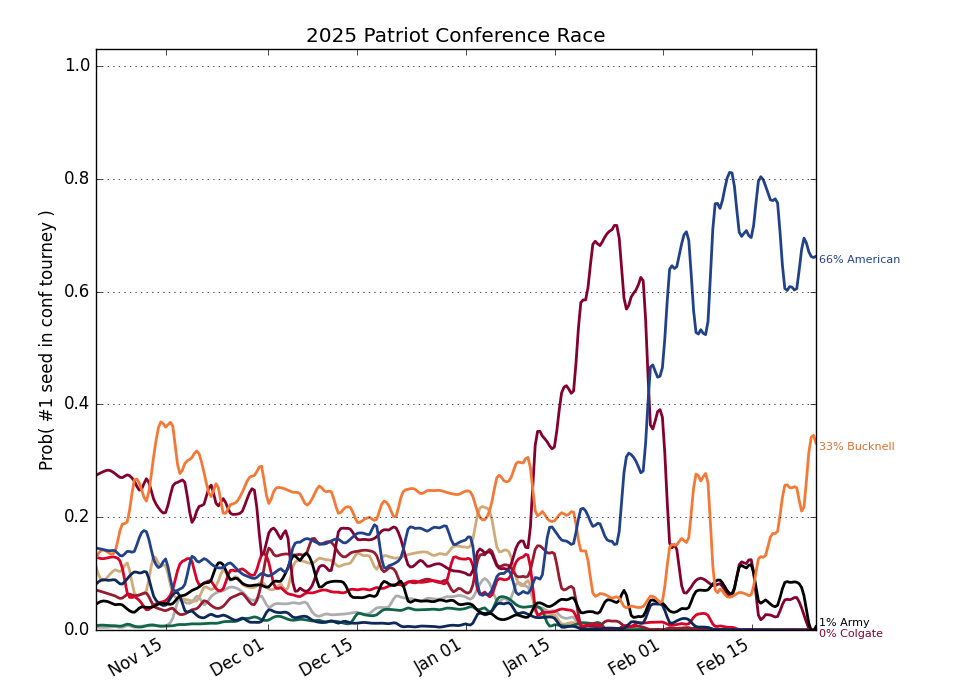 2025 Patriot Conference Race
Prob( #1 seed in conf tourney )
1.0
0.8
0.6
0.4
0.2
0.0
66% American
33% Bucknell
1% Army
0% Colgate
Nov 15
Dec 01
Dec 15
Jan 01
Jan 15
Feb 01
Feb 15